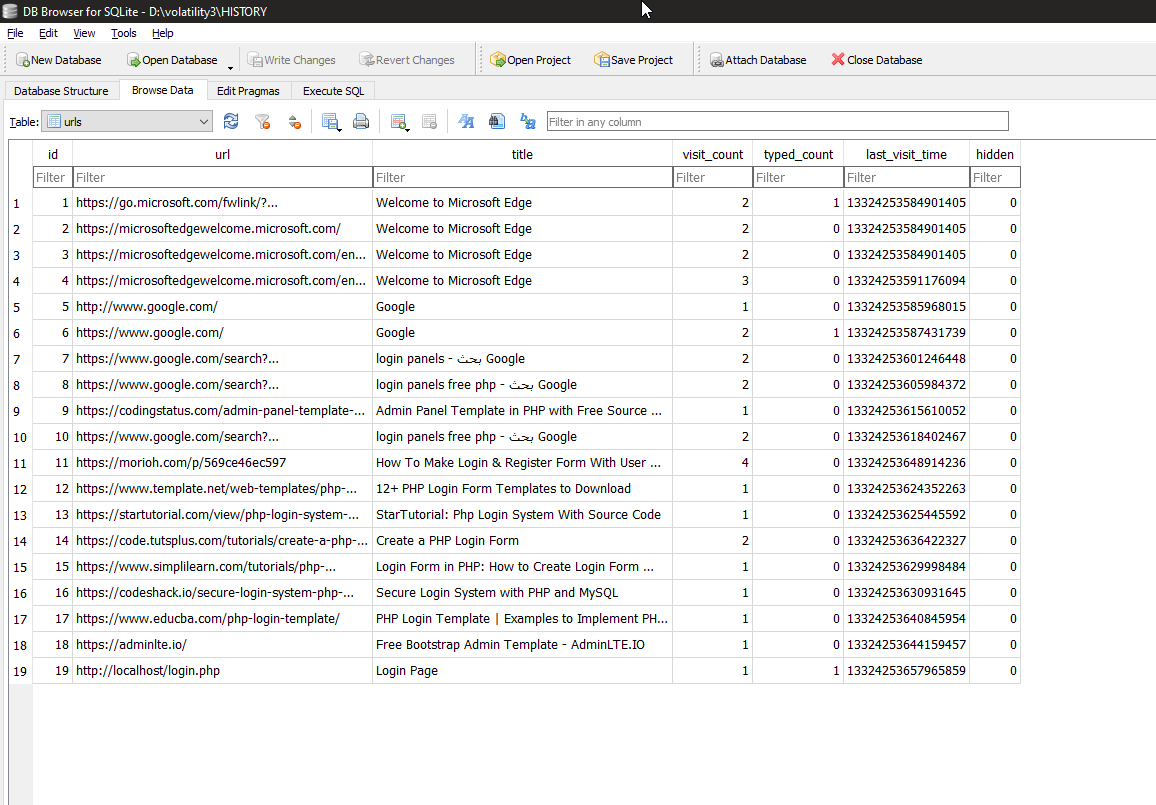 DB Browser for SQLite - D:\volatility3\HISTORY
File Edit View Tools Help
New Database Open Database Write Changes Revert Changes Open Project Save Project Attach Database Close Database
Database Structure Browse Data Edit Pragmas Execute SQL
Table: urls Filter in any column
id url title visit_count typed_count last_visit_time hidden
Filter Filter Filter Filter Filter Filter Filter
1 1 https://go.microsoft.com/fwlink/?... Welcome to Microsoft Edge 2 1 13324253584901405 0
2 2 https://microsoftedgewelcome.microsoft.com/ Welcome to Microsoft Edge 2 0 13324253584901405 0
3 3 https://microsoftedgewelcome.microsoft.com/en... Welcome to Microsoft Edge 2 0 13324253584901405 0
4 4 https://microsoftedgewelcome.microsoft.com/en... Welcome to Microsoft Edge 3 0 13324253591176094 0
5 5 http://www.google.com/ Google 1 0 13324253585968015 0
6 6 https://www.google.com/ Google 2 1 13324253587431739 0
7 7 https://www.google.com/search?... login panels - بحث Google 2 0 13324253601246448 0
8 8 https://www.google.com/search?... login panels free php - بحث Google 2 0 13324253605984372 0
9 9 https://codingstatus.com/admin-panel-template-... Admin Panel Template in PHP with Free Source ... 1 0 13324253615610052 0
10 10 https://www.google.com/search?... login panels free php - بحث Google 2 0 13324253618402467 0
11 11 https://morioh.com/p/569ce46ec597 How To Make Login & Register Form With User ... 4 0 13324253648914236 0
12 12 https://www.template.net/web-templates/php-... 12+ PHP Login Form Templates to Download 1 0 13324253624352263 0
13 13 https://startutorial.com/view/php-login-system-... StarTutorial: Php Login System With Source Code 1 0 13324253625445592 0
14 14 https://code.tutsplus.com/tutorials/create-a-php-... Create a PHP Login Form 2 0 13324253636422327 0
15 15 https://www.simplilearn.com/tutorials/php-... Login Form in PHP: How to Create Login Form ... 1 0 13324253629998484 0
16 16 https://codeshack.io/secure-login-system-php-... Secure Login System with PHP and MySQL 1 0 13324253630931645 0
17 17 https://www.educba.com/php-login-template/ PHP Login Template | Examples to Implement PH... 1 0 13324253640845954 0
18 18 https://adminlte.io/ Free Bootstrap Admin Template - AdminLTE.IO 1 0 13324253644159457 0
19 19 http://localhost/login.php Login Page 1 1 13324253657965859 0